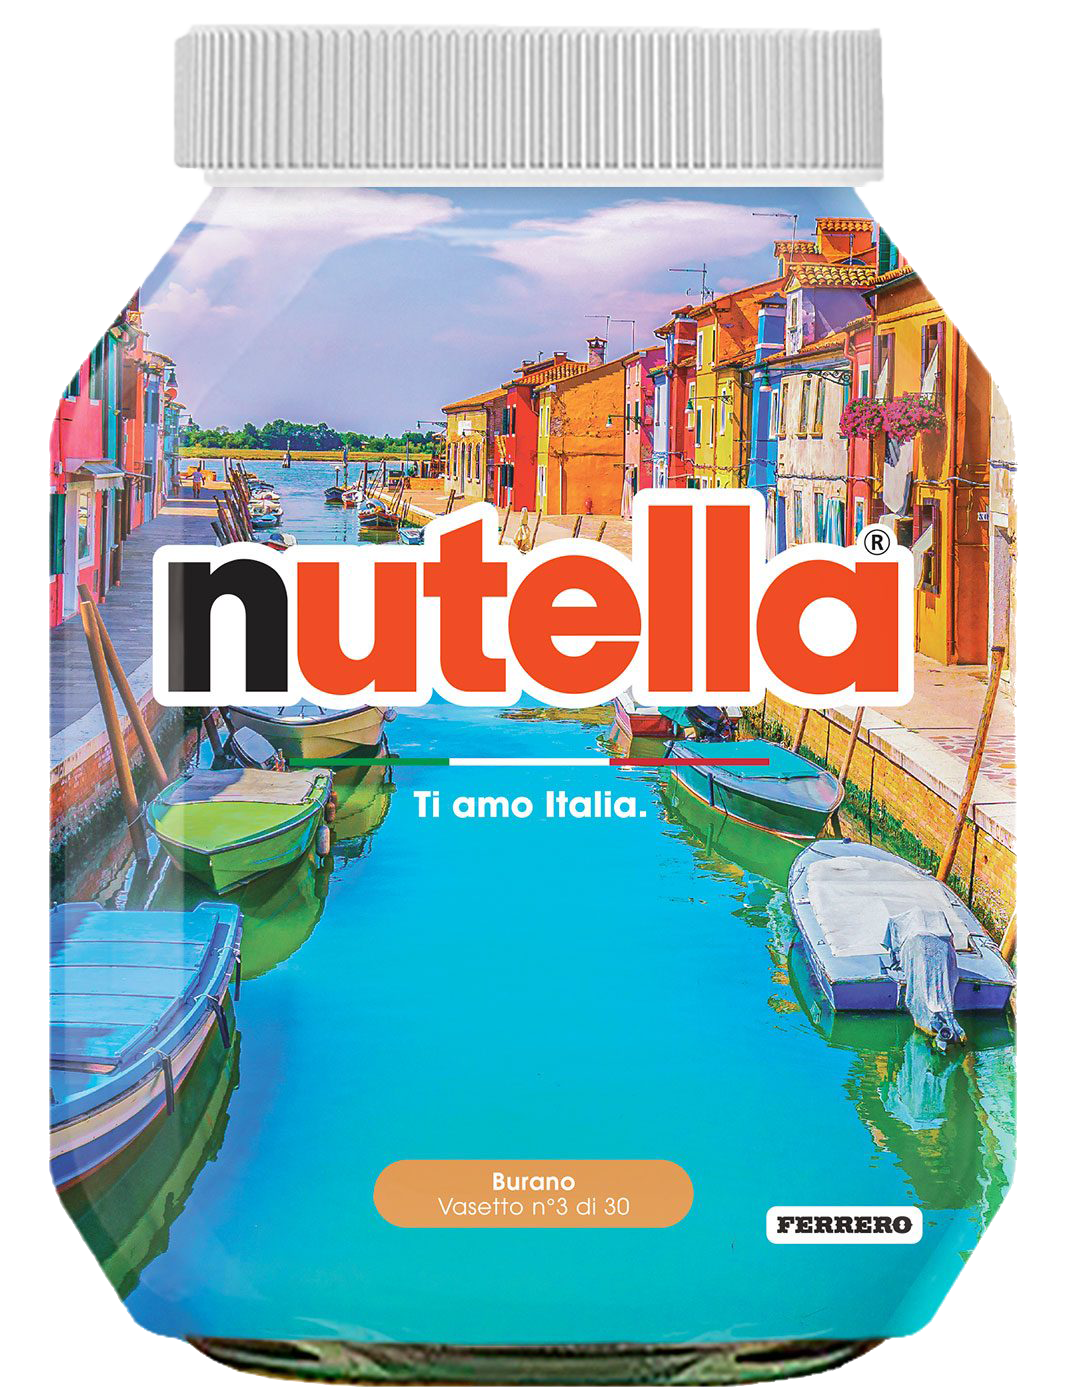 nutella®
Ti amo Italia.
Burano
Vasetto n°3 di 30
FERRERO